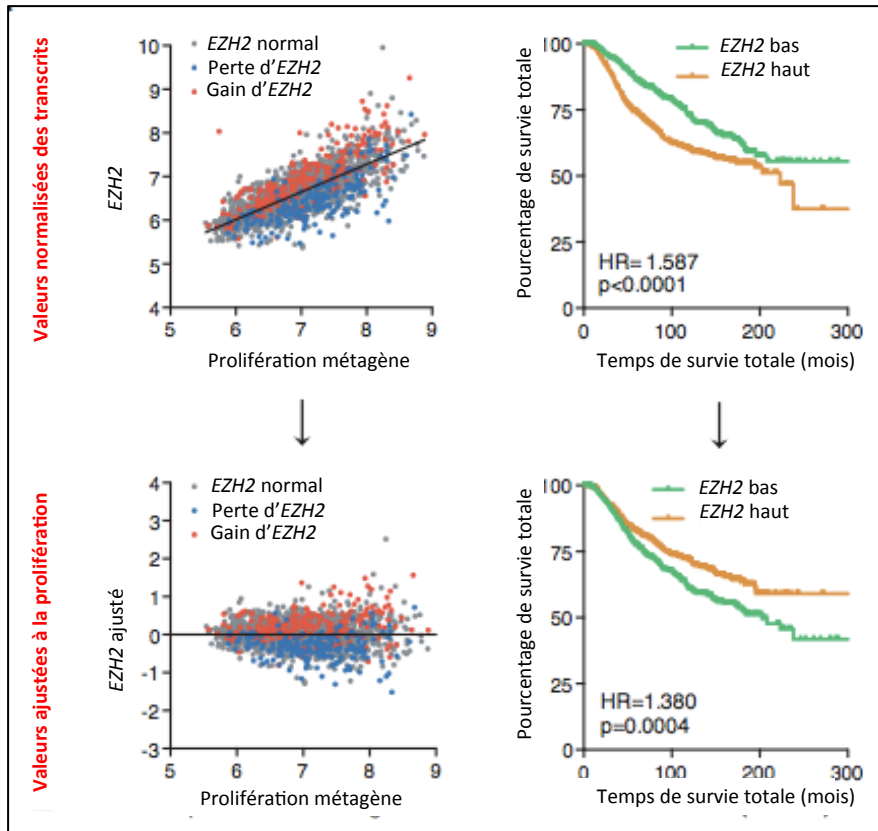 Valeurs normalisées des transcrits
EZH2
10
9
8
7
6
5
4
EZH2 normal
Perte d'EZH2
Gain d'EZH2
5 6 7 8 9
Prolifération métagène
Pourcentage de survie totale
100
75
50
25
0
EZH2 bas
EZH2 haut
HR= 1.587
p<0.0001
0 100 200 300
Temps de survie totale (mois)
Valeurs ajustées à la prolifération
EZH2 ajusté
4
3
2
1
0
-1
-2
-3
EZH2 normal
Perte d'EZH2
Gain d'EZH2
5 6 7 8 9
Prolifération métagène
Pourcentage de survie totale
100
75
50
25
0
EZH2 bas
EZH2 haut
HR=1.380
p=0.0004
0 100 200 300
Temps de survie totale (mois)